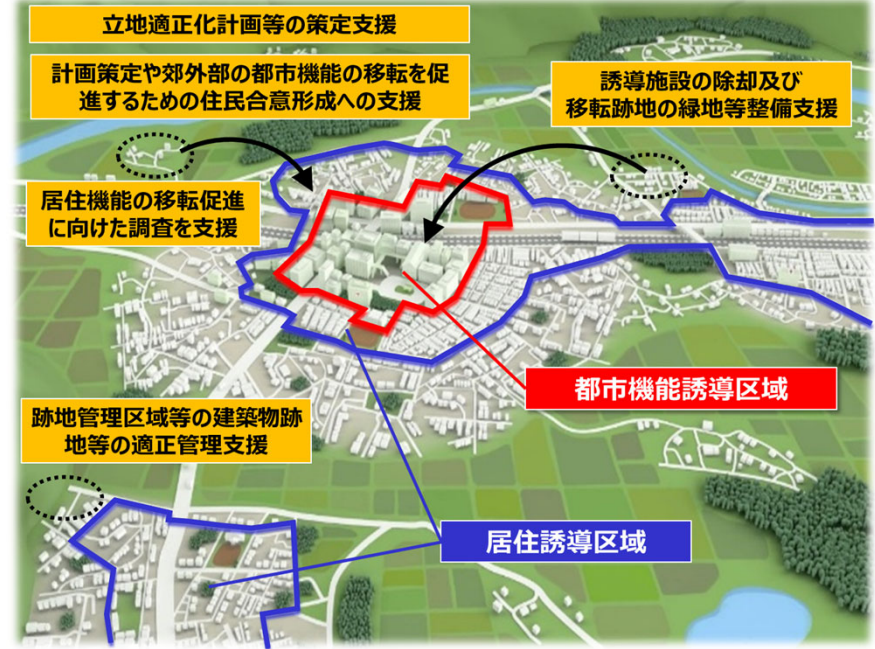 立地適正化計画等の策定支援
計画策定や郊外部の都市機能の移転を促
進するための住民合意形成への支援
誘導施設の除却及び
移転跡地の緑地等整備支援
居住機能の移転促進
に向けた調査を支援
都市機能誘導区域
跡地管理区域等の建築物跡
地等の適正管理支援
居住誘導区域